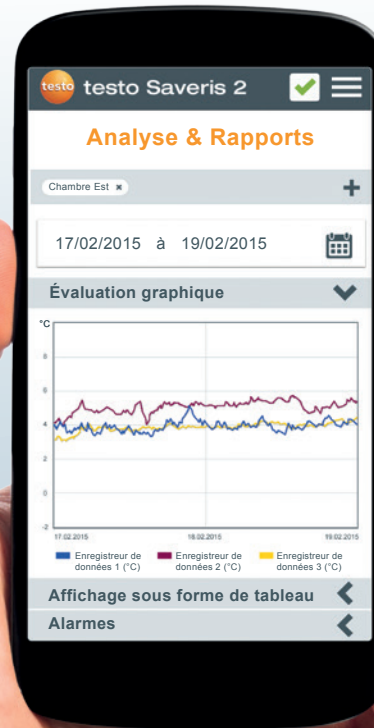 testo testo Saveris 2
Analyse & Rapports
Chambre Est ×
17/02/2015 à 19/02/2015
Évaluation graphique
°C
8
6
4
2
0
-2
17.02.2015 18.02.2015 19.02.2015
Enregistreur de données 1 (°C)
Enregistreur de données 2 (°C)
Enregistreur de données 3 (°C)
Affichage sous forme de tableau
Alarmes